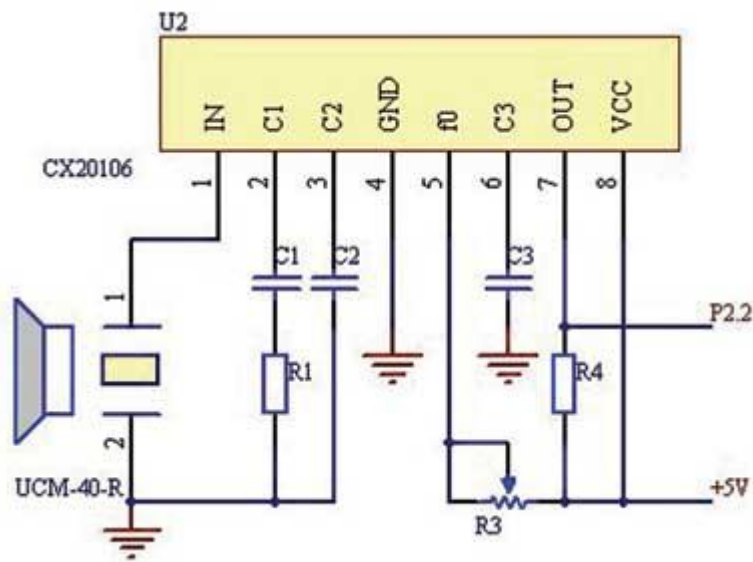 U2
IN C1 C2 GND f0 C3 OUT VCC
CX20106
1 2 3 4 5 6 7 8
C1 C2 C3
1
P2.2
R1 R4
2
UCM-40-R
+5V
R3